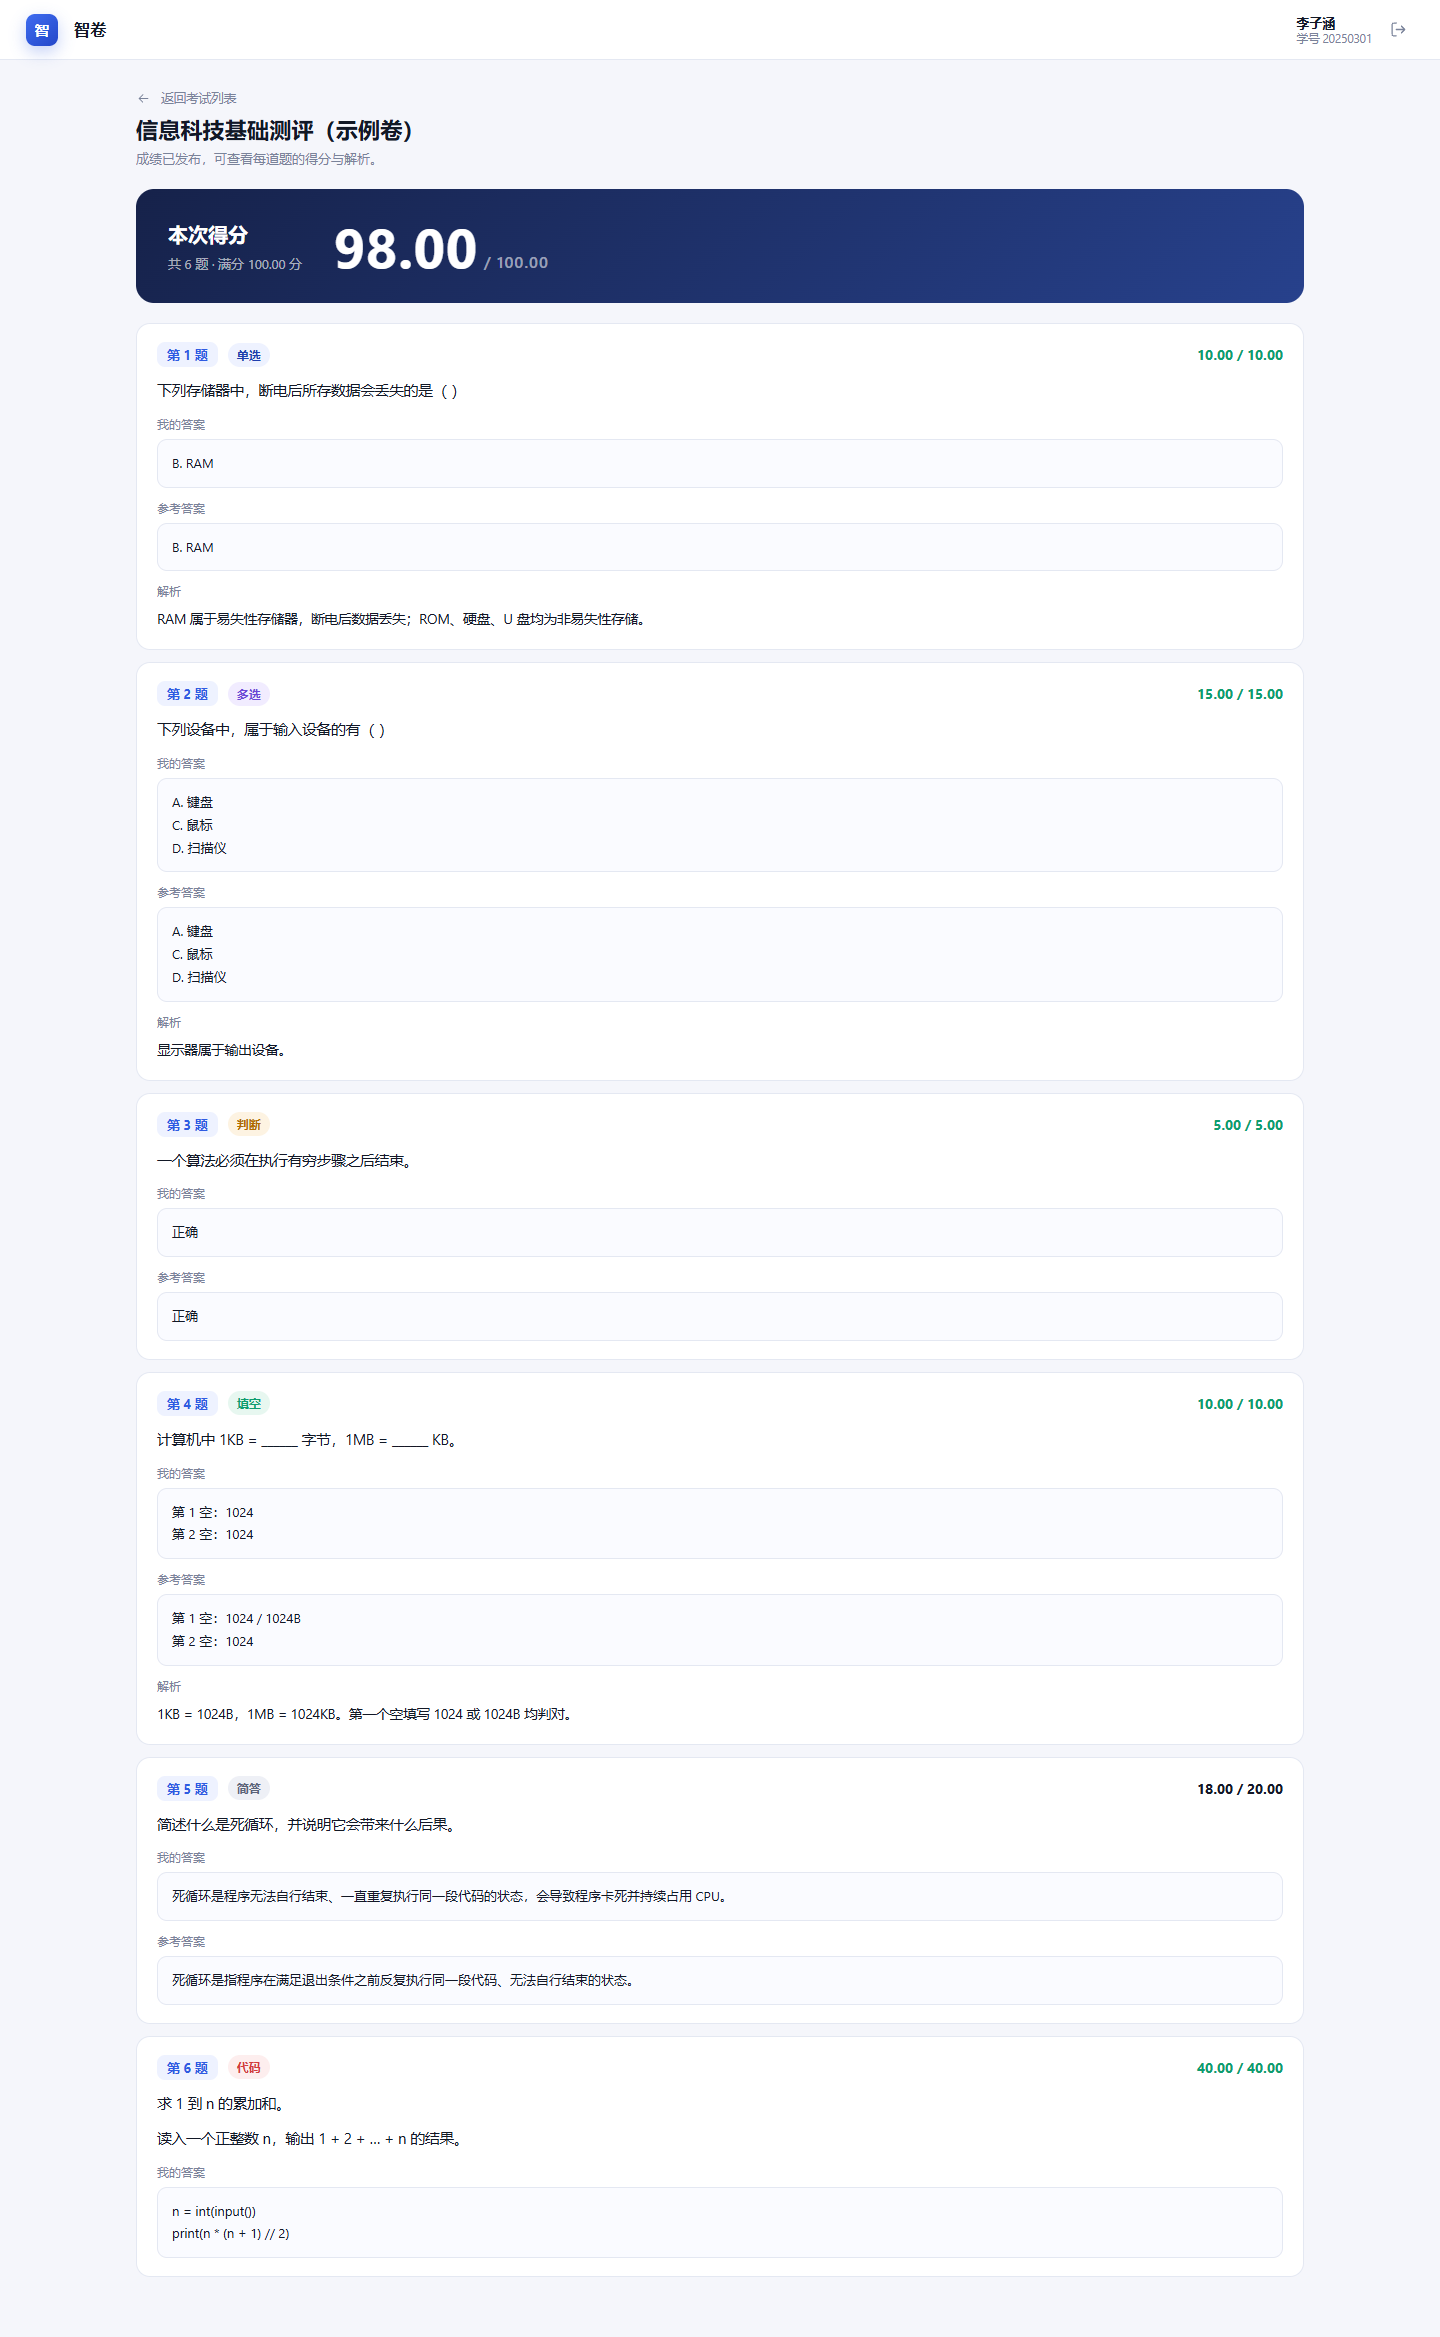 智 智卷
李子涵
学号 20250301
← 返回考试列表
信息科技基础测评（示例卷）
成绩已发布，可查看每道题的得分与解析。
本次得分
共 6 题 · 满分 100.00 分
98.00 / 100.00
第 1 题 单选 10.00 / 10.00
下列存储器中，断电后所存数据会丢失的是（ ）
我的答案
B. RAM
参考答案
B. RAM
解析
RAM 属于易失性存储器，断电后数据丢失；ROM、硬盘、U 盘均为非易失性存储。
第 2 题 多选 15.00 / 15.00
下列设备中，属于输入设备的有（ ）
我的答案
A. 键盘
C. 鼠标
D. 扫描仪
参考答案
A. 键盘
C. 鼠标
D. 扫描仪
解析
显示器属于输出设备。
第 3 题 判断 5.00 / 5.00
一个算法必须在执行有穷步骤之后结束。
我的答案
正确
参考答案
正确
第 4 题 填空 10.00 / 10.00
计算机中 1KB = _____ 字节，1MB = _____ KB。
我的答案
第 1 空：1024
第 2 空：1024
参考答案
第 1 空：1024 / 1024B
第 2 空：1024
解析
1KB = 1024B，1MB = 1024KB。第一个空填写 1024 或 1024B 均判对。
第 5 题 简答 18.00 / 20.00
简述什么是死循环，并说明它会带来什么后果。
我的答案
死循环是程序无法自行结束、一直重复执行同一段代码的状态，会导致程序卡死并持续占用 CPU。
参考答案
死循环是指程序在满足退出条件之前反复执行同一段代码、无法自行结束的状态。
第 6 题 代码 40.00 / 40.00
求 1 到 n 的累加和。
读入一个正整数 n，输出 1 + 2 + … + n 的结果。
我的答案
n = int(input())
print(n * (n + 1) // 2)